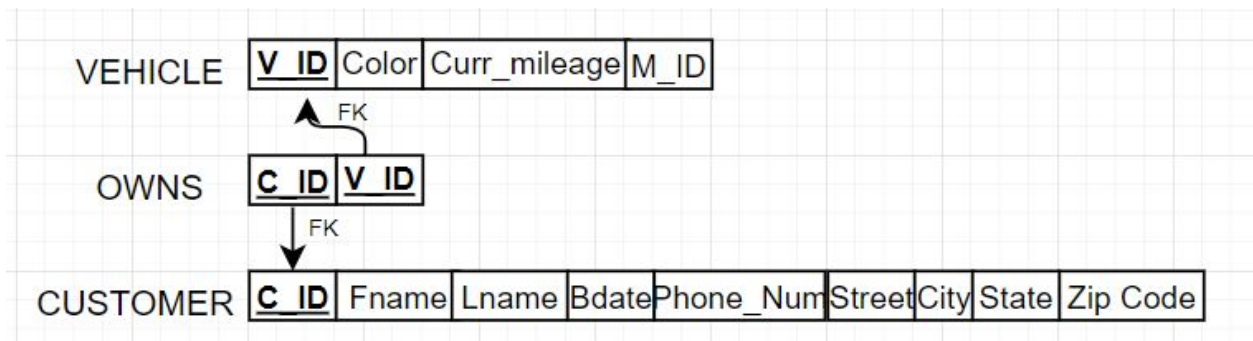 VEHICLE V_ID Color Curr_mileage M_ID
FK
OWNS C_ID V_ID
FK
CUSTOMER C_ID Fname Lname Bdate Phone_Num Street City State Zip Code